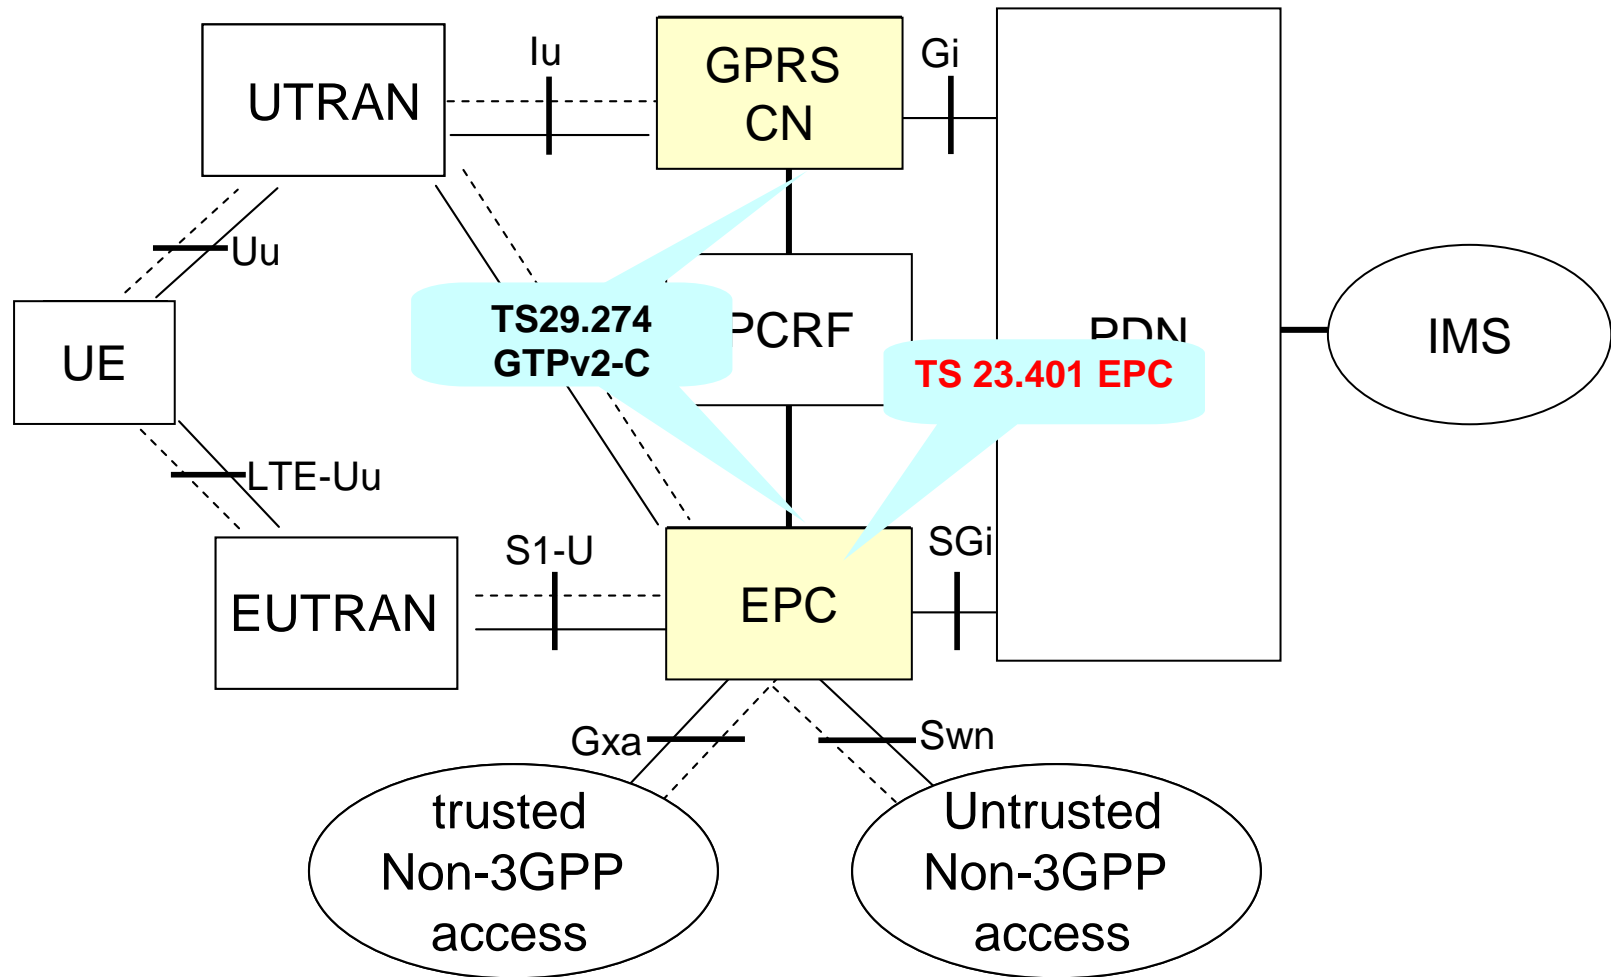 UTRAN
Iu
GPRS
CN
Gi
Uu
UE
TS29.274
GTPv2-C
PCRF
PDN
TS 23.401 EPC
IMS
LTE-Uu
EUTRAN
S1-U
EPC
SGi
Gxa
Swn
trusted
Non-3GPP
access
Untrusted
Non-3GPP
access